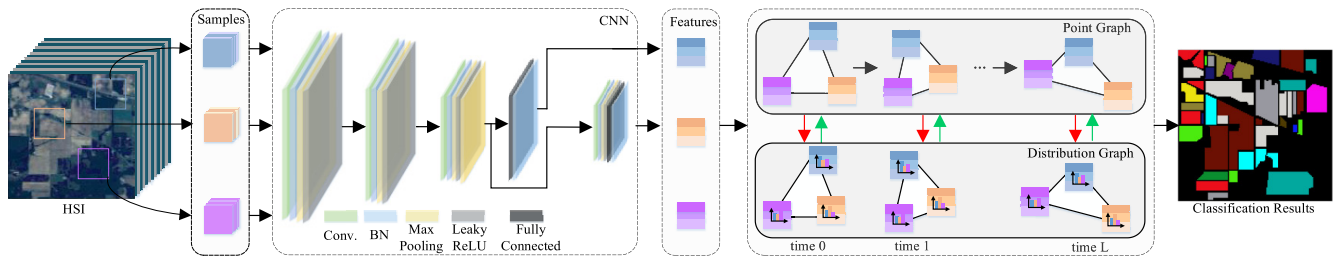 Samples
CNN
Features
Point Graph
...
HSI
Conv.
BN
Max
Pooling
Leaky
ReLU
Fully
Connected
Distribution Graph
time 0
time 1
time L
Classification Results